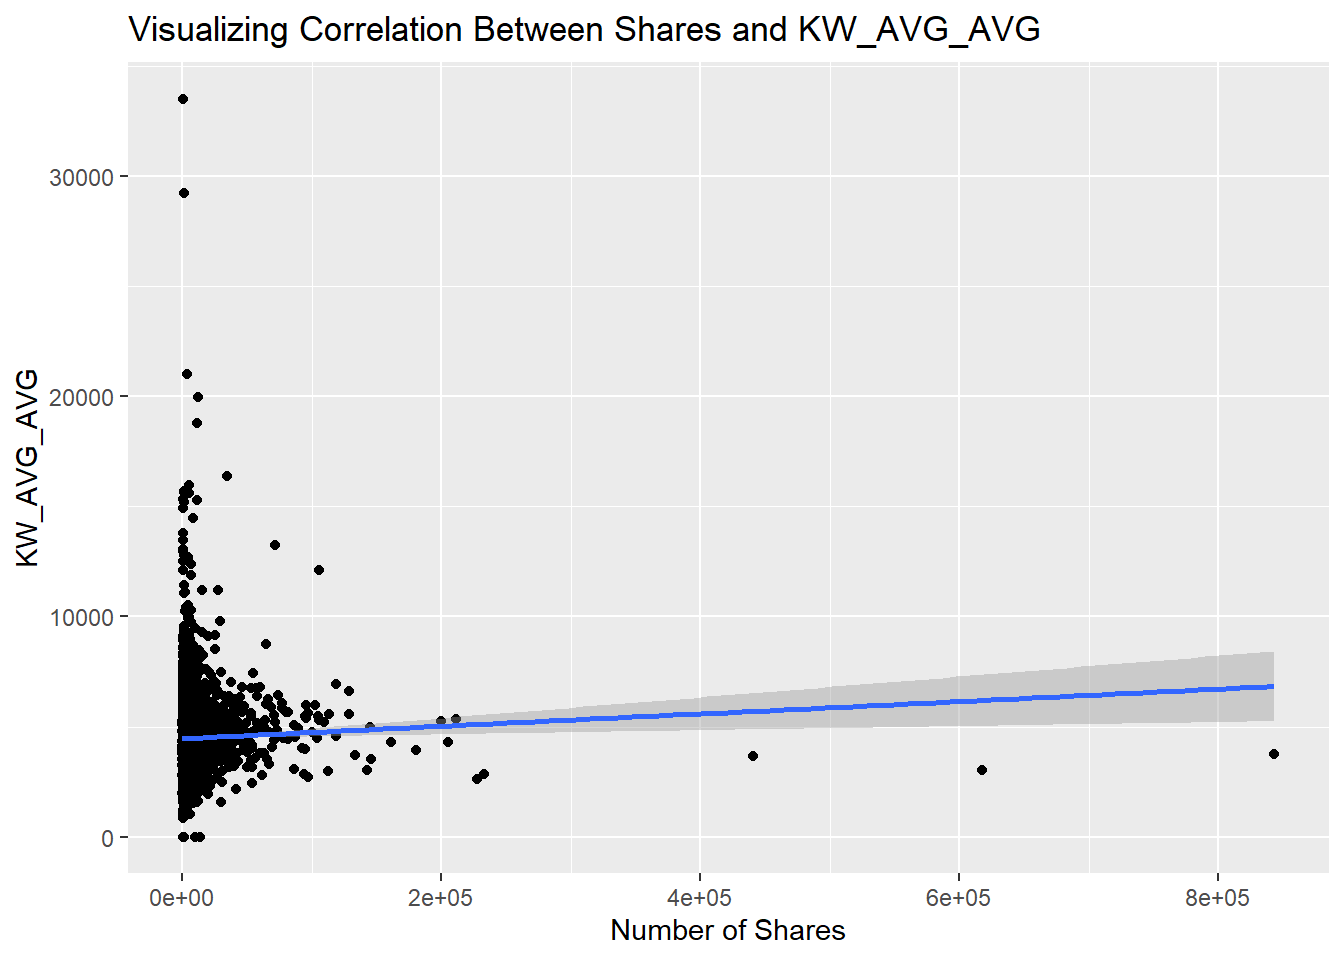 Visualizing Correlation Between Shares and KW_AVG_AVG
30000
20000
10000
0
KW_AVG_AVG
0e+00 2e+05 4e+05 6e+05 8e+05
Number of Shares